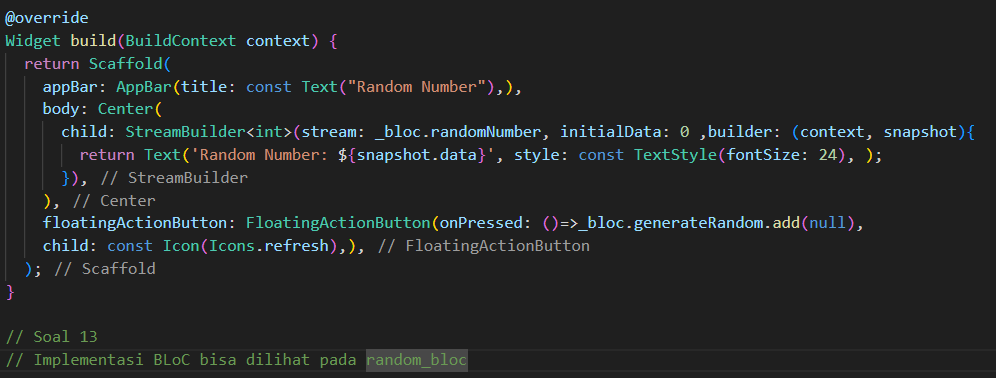 @override
Widget build(BuildContext context) {
return Scaffold(
appBar: AppBar(title: const Text("Random Number"),),
body: Center(
child: StreamBuilder<int>(stream: _bloc.randomNumber, initialData: 0 ,builder: (context, snapshot){
return Text('Random Number: ${snapshot.data}', style: const TextStyle(fontSize: 24), );
}), // StreamBuilder
), // Center
floatingActionButton: FloatingActionButton(onPressed: ()=>_bloc.generateRandom.add(null),
child: const Icon(Icons.refresh),), // FloatingActionButton
); // Scaffold
}
// Soal 13
// Implementasi BLoC bisa dilihat pada random_bloc